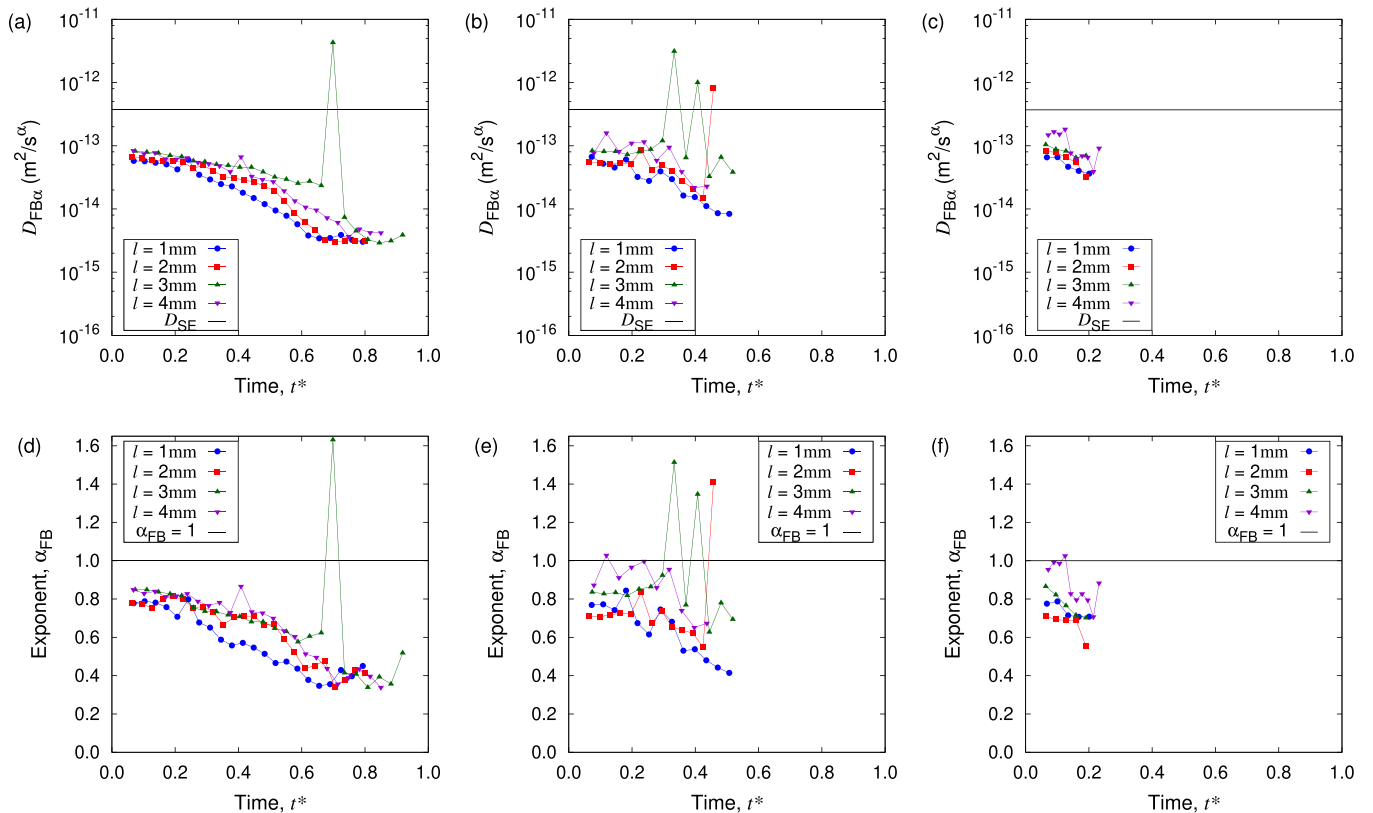 (a)
10⁻¹¹
10⁻¹²
10⁻¹³
10⁻¹⁴
10⁻¹⁵
10⁻¹⁶
D_FBα (m²/s^α)
l = 1mm
l = 2mm
l = 3mm
l = 4mm
D_SE
0.0 0.2 0.4 0.6 0.8 1.0
Time, t*
(b)
10⁻¹¹
10⁻¹²
10⁻¹³
10⁻¹⁴
10⁻¹⁵
10⁻¹⁶
D_FBα (m²/s^α)
l = 1mm
l = 2mm
l = 3mm
l = 4mm
D_SE
0.0 0.2 0.4 0.6 0.8 1.0
Time, t*
(c)
10⁻¹¹
10⁻¹²
10⁻¹³
10⁻¹⁴
10⁻¹⁵
10⁻¹⁶
D_FBα (m²/s^α)
l = 1mm
l = 2mm
l = 3mm
l = 4mm
D_SE
0.0 0.2 0.4 0.6 0.8 1.0
Time, t*
(d)
1.6
1.4
1.2
1.0
0.8
0.6
0.4
0.2
0.0
Exponent, α_FB
l = 1mm
l = 2mm
l = 3mm
l = 4mm
α_FB = 1
0.0 0.2 0.4 0.6 0.8 1.0
Time, t*
(e)
1.6
1.4
1.2
1.0
0.8
0.6
0.4
0.2
0.0
Exponent, α_FB
l = 1mm
l = 2mm
l = 3mm
l = 4mm
α_FB = 1
0.0 0.2 0.4 0.6 0.8 1.0
Time, t*
(f)
1.6
1.4
1.2
1.0
0.8
0.6
0.4
0.2
0.0
Exponent, α_FB
l = 1mm
l = 2mm
l = 3mm
l = 4mm
α_FB = 1
0.0 0.2 0.4 0.6 0.8 1.0
Time, t*